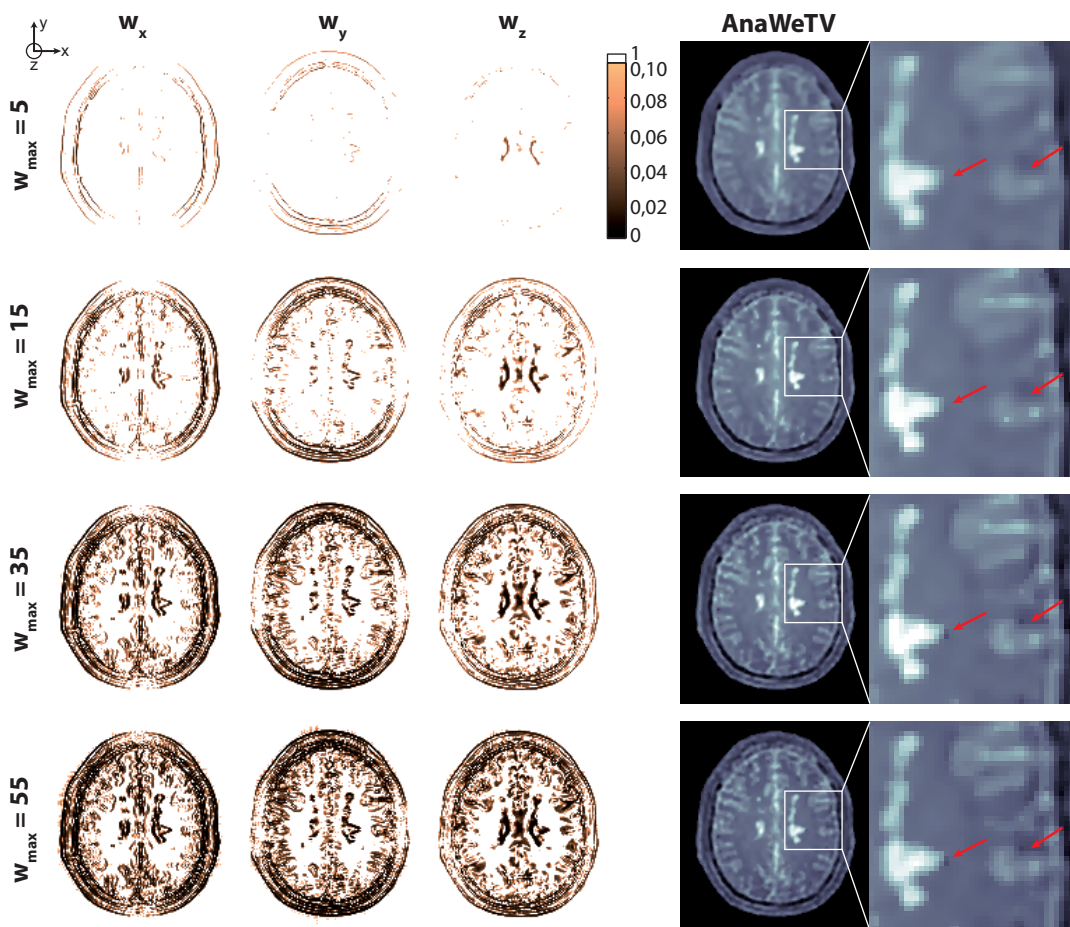 w_x w_y w_z AnaWeTV
y
x
z
1
0,10
0,08
0,06
0,04
0,02
0
w_max = 5
w_max = 15
w_max = 35
w_max = 55